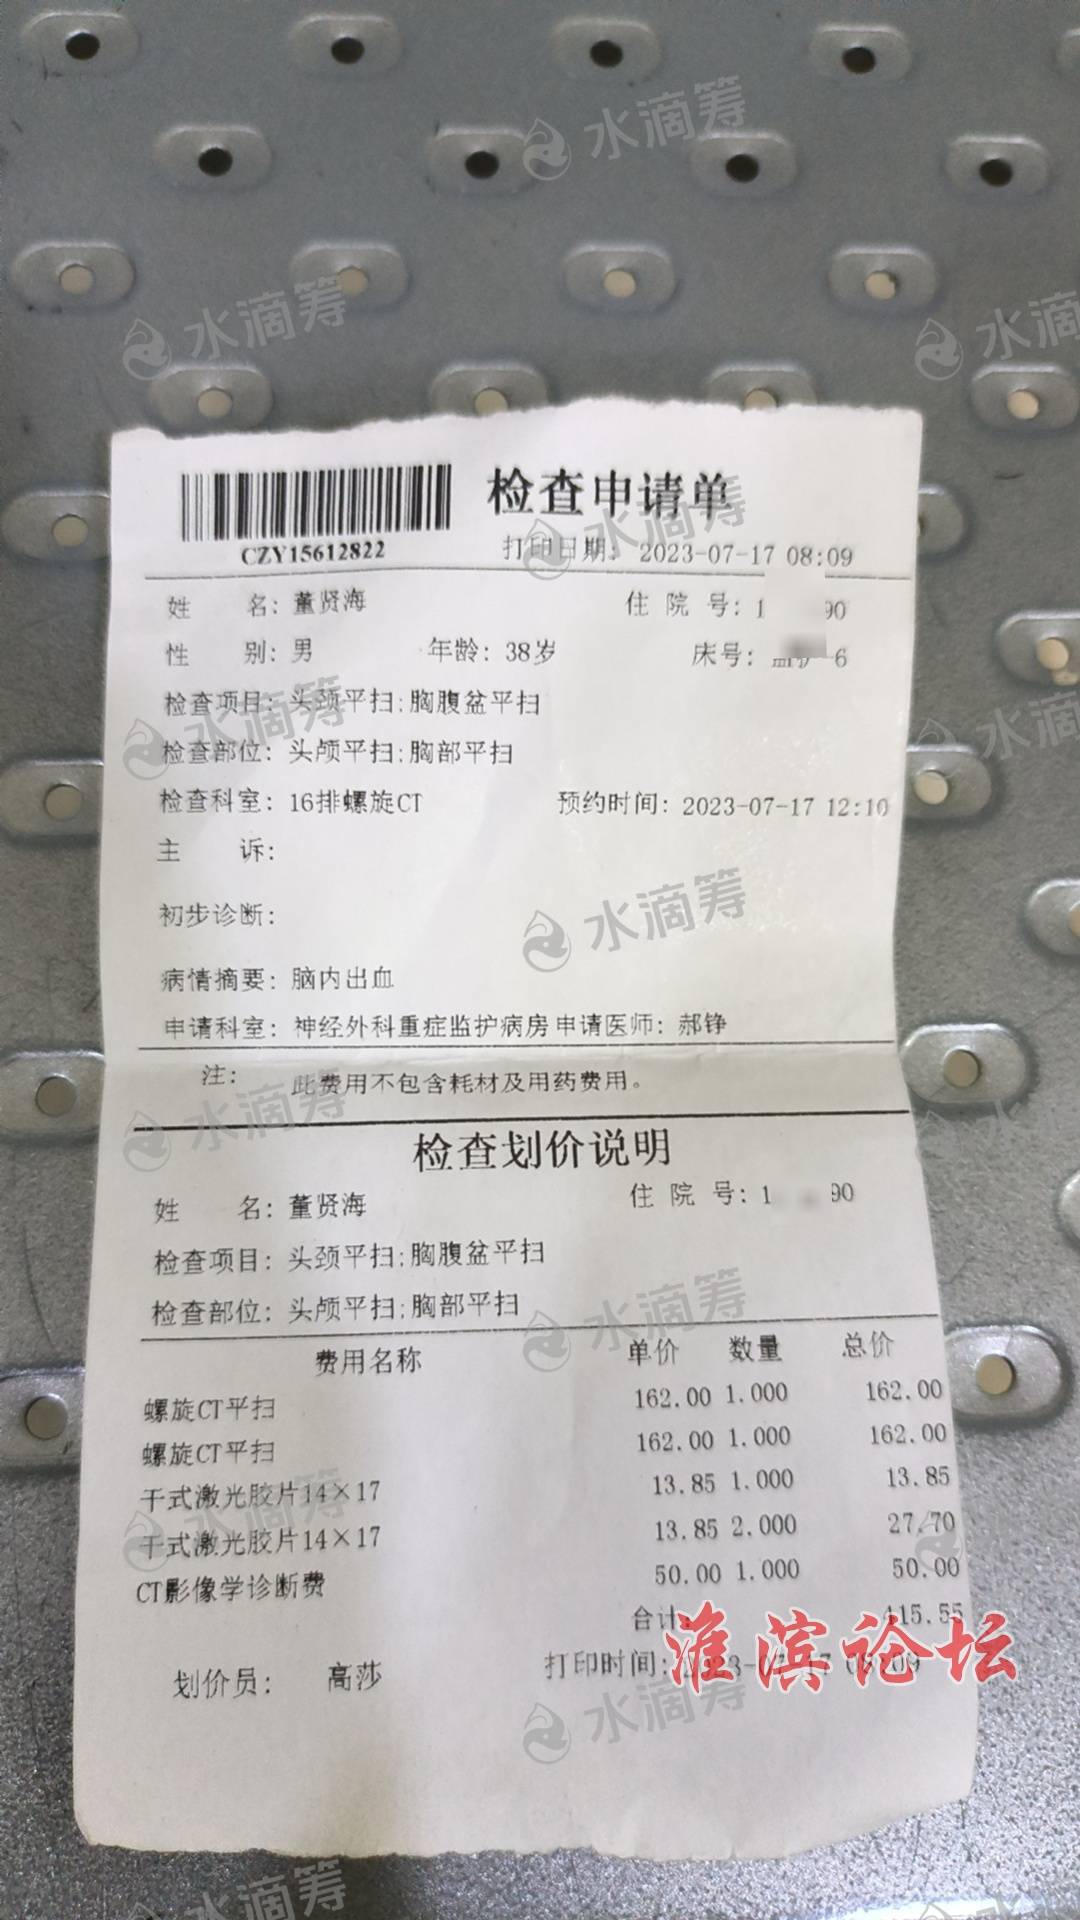 检查申请单
CZY15612822
打印日期: 2023-07-17 08:09
姓 名: 董贤海 住 院 号: 1 90
性 别: 男 年龄: 38岁 床号: 监护-6
检查项目: 头颈平扫;胸腹盆平扫
检查部位: 头颅平扫;胸部平扫
检查科室: 16排螺旋CT 预约时间: 2023-07-17 12:10
主 诉:
初步诊断:
病情摘要: 脑内出血
申请科室: 神经外科重症监护病房 申请医师: 郝铮
注: 此费用不包含耗材及用药费用。
检查划价说明
姓 名: 董贤海 住 院 号: 1 90
检查项目: 头颈平扫;胸腹盆平扫
检查部位: 头颅平扫;胸部平扫
费用名称 单价 数量 总价
螺旋CT平扫 162.00 1.000 162.00
螺旋CT平扫 162.00 1.000 162.00
干式激光胶片14×17 13.85 1.000 13.85
干式激光胶片14×17 13.85 2.000 27.70
CT影像学诊断费 50.00 1.000 50.00
合计: 415.55
划价员: 高莎 打印时间: 2023-07-17 08:09
淮滨论坛
水滴筹